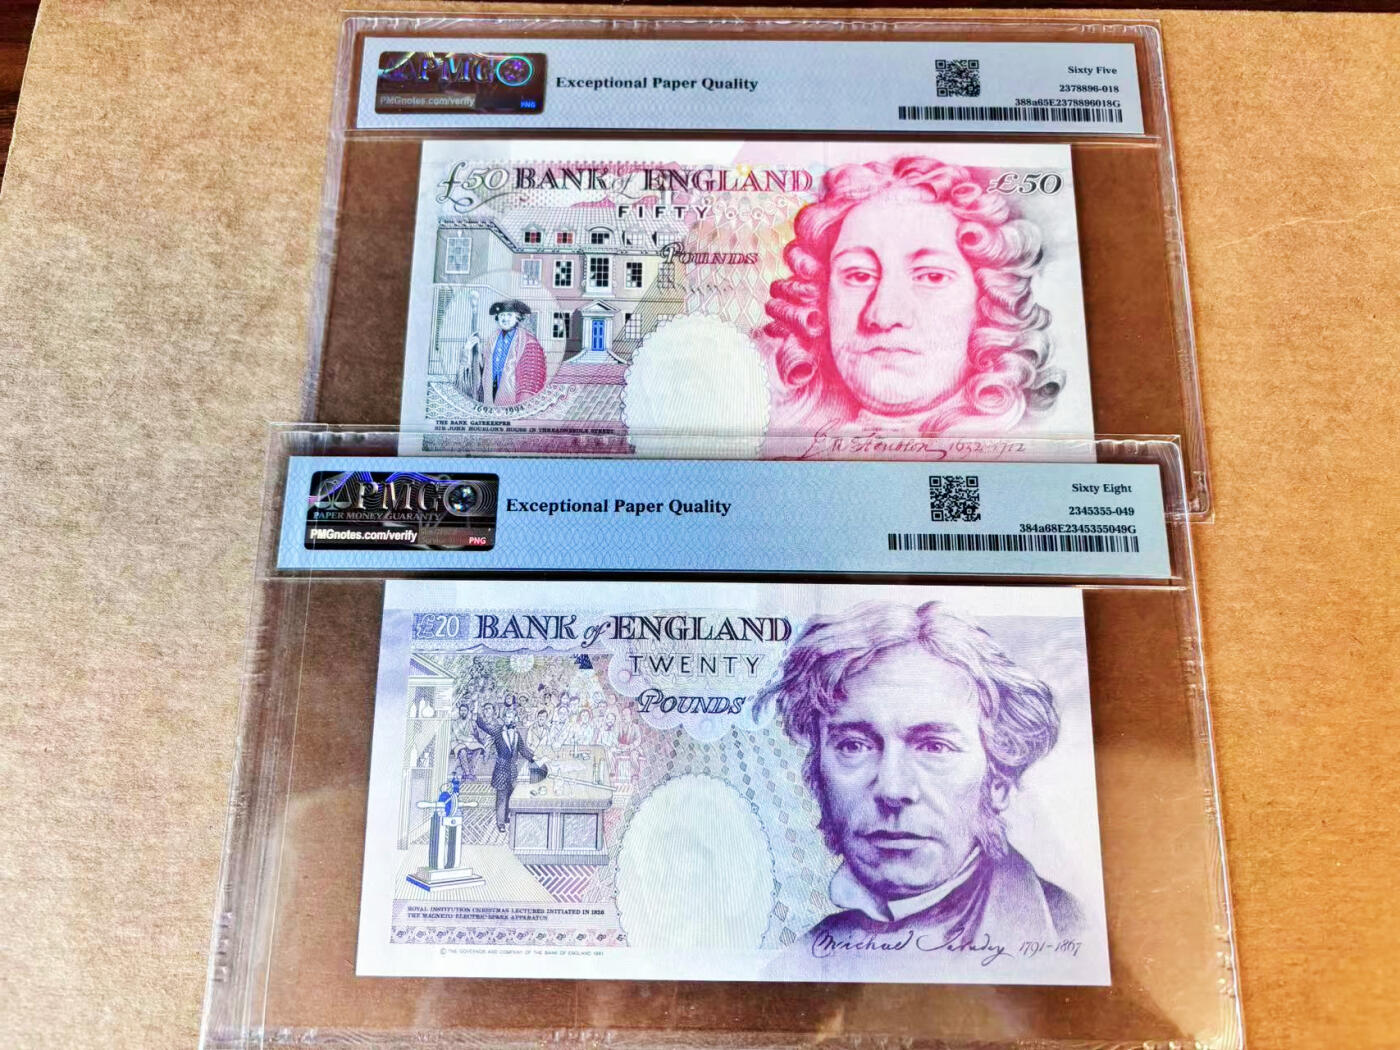 PMG
PMGnotes.com/verify
PNG
Exceptional Paper Quality
Sixty Five
2378896-018
388a65E2378896018G
£50 BANK of ENGLAND
£50
FIFTY
POUNDS
1694-1994
THE BANK GATEKEEPER
SIR JOHN HOUBLON'S HOUSE IN THREADNEEDLE STREET
1632-1712
PMG
PAPER MONEY GUARANTY
PMGnotes.com/verify
PNG
Exceptional Paper Quality
Sixty Eight
2345355-049
384a68E2345355049G
£20 BANK of ENGLAND
TWENTY
POUNDS
ROYAL INSTITUTION CHRISTMAS LECTURES INITIATED IN 1826
THE MAGNETO ELECTRIC SPARK APPARATUS
Michael Faraday 1791-1867
© THE GOVERNOR AND COMPANY OF THE BANK OF ENGLAND 1991